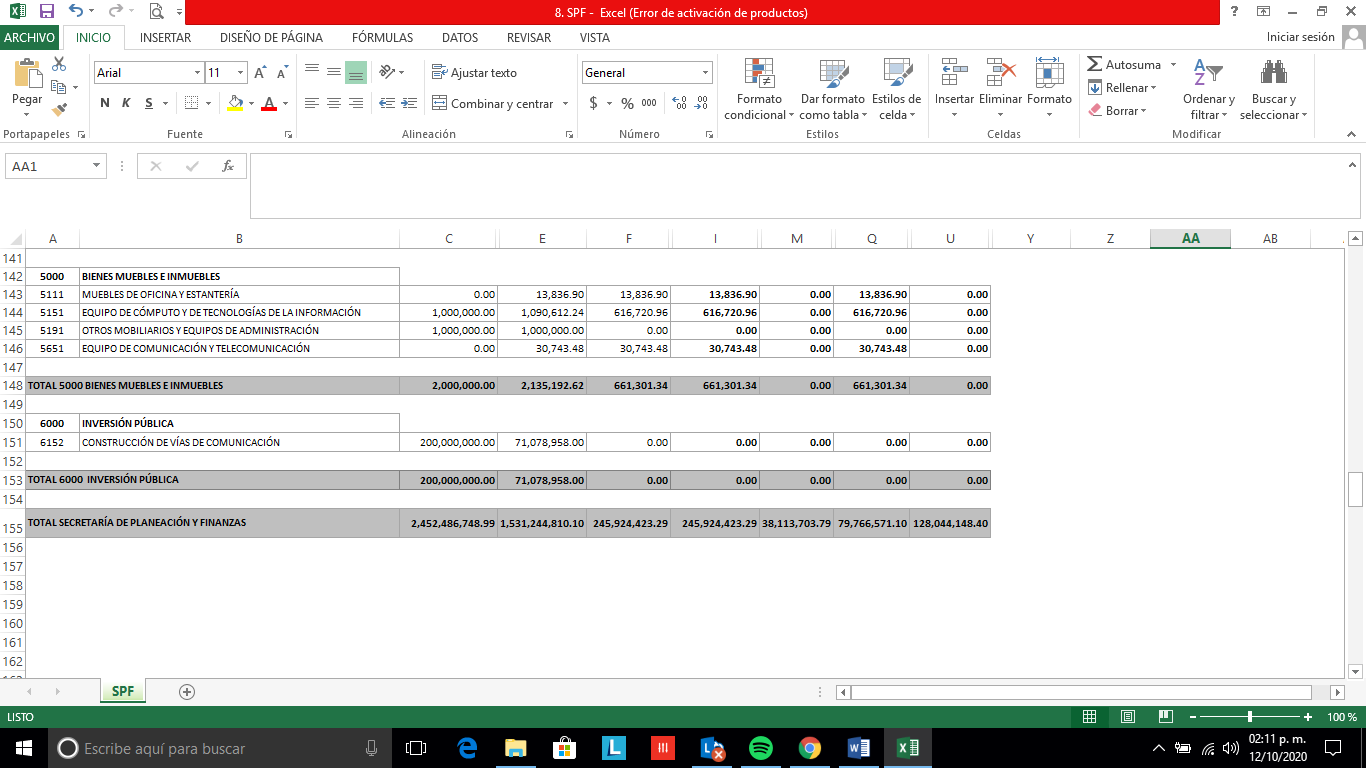 8. SPF - Excel (Error de activación de productos)
?
ARCHIVO INICIO INSERTAR DISEÑO DE PÁGINA FÓRMULAS DATOS REVISAR VISTA Iniciar sesión
Pegar
Arial 11
N K S
Ajustar texto
Combinar y centrar
General
$ % 000
Formato condicional
Dar formato como tabla
Estilos de celda
Insertar Eliminar Formato
Autosuma
Rellenar
Borrar
Ordenar y filtrar
Buscar y seleccionar
Portapapeles Fuente Alineación Número Estilos Celdas Modificar
AA1 fx
A B C E F I M Q U Y Z AA AB
141
142 5000 BIENES MUEBLES E INMUEBLES
143 5111 MUEBLES DE OFICINA Y ESTANTERÍA 0.00 13,836.90 13,836.90 13,836.90 0.00 13,836.90 0.00
144 5151 EQUIPO DE CÓMPUTO Y DE TECNOLOGÍAS DE LA INFORMACIÓN 1,000,000.00 1,090,612.24 616,720.96 616,720.96 0.00 616,720.96 0.00
145 5191 OTROS MOBILIARIOS Y EQUIPOS DE ADMINISTRACIÓN 1,000,000.00 1,000,000.00 0.00 0.00 0.00 0.00 0.00
146 5651 EQUIPO DE COMUNICACIÓN Y TELECOMUNICACIÓN 0.00 30,743.48 30,743.48 30,743.48 0.00 30,743.48 0.00
147
148 TOTAL 5000 BIENES MUEBLES E INMUEBLES 2,000,000.00 2,135,192.62 661,301.34 661,301.34 0.00 661,301.34 0.00
149
150 6000 INVERSIÓN PÚBLICA
151 6152 CONSTRUCCIÓN DE VÍAS DE COMUNICACIÓN 200,000,000.00 71,078,958.00 0.00 0.00 0.00 0.00 0.00
152
153 TOTAL 6000 INVERSIÓN PÚBLICA 200,000,000.00 71,078,958.00 0.00 0.00 0.00 0.00 0.00
154
155 TOTAL SECRETARÍA DE PLANEACIÓN Y FINANZAS 2,452,486,748.99 1,531,244,810.10 245,924,423.29 245,924,423.29 38,113,703.79 79,766,571.10 128,044,148.40
156
157
158
159
160
161
162
SPF
LISTO 100 %
Escribe aquí para buscar
02:11 p. m.
12/10/2020